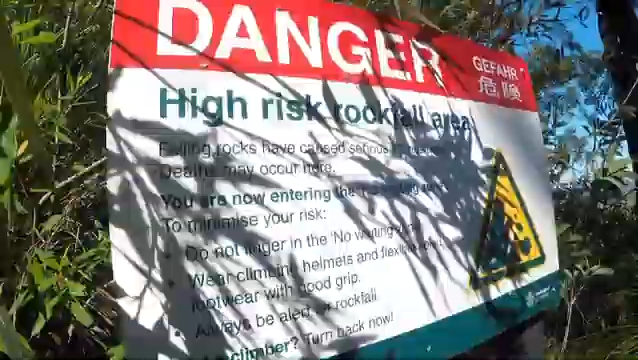 DANGER
GEFAHR
危険
High risk rockfall area
Falling rocks have caused serious
Deaths may occur here.
You are now entering the
To minimise your risk:
• Do not linger in the 'No waiting
• Wear climbing helmets and flexible
footwear with good grip.
• Always be alert for rockfall.
climber? Turn back now!